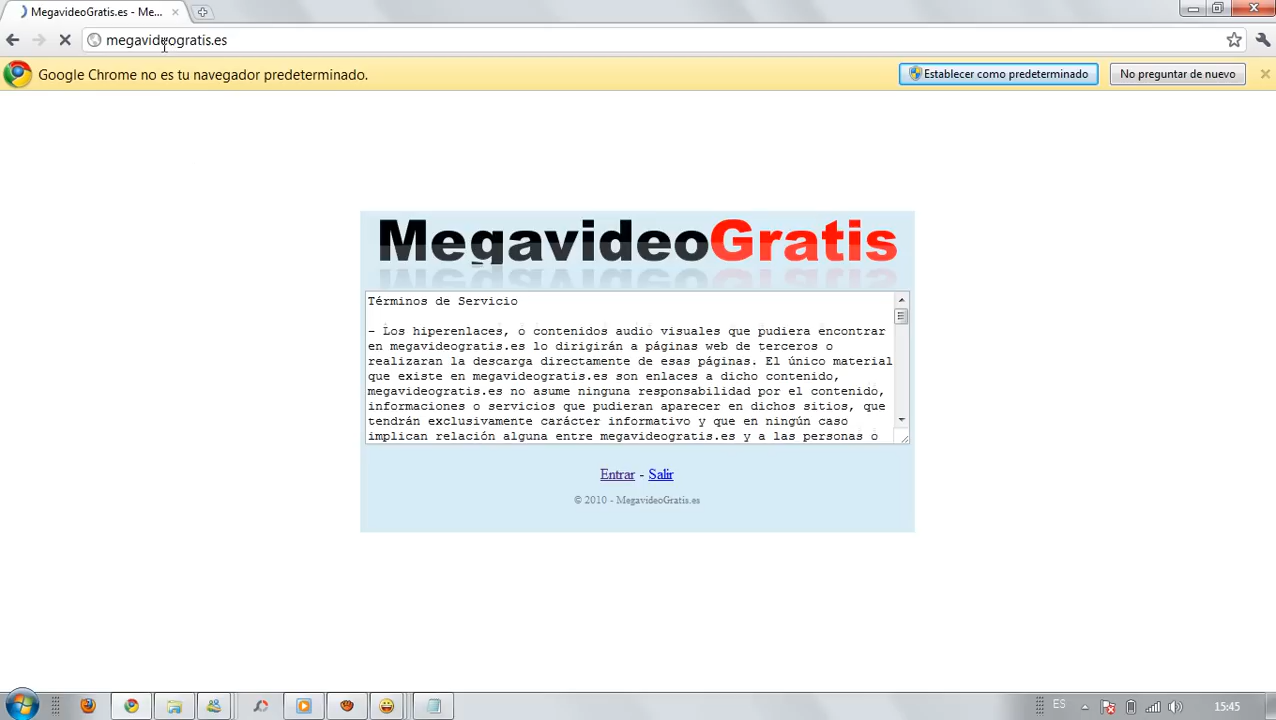 MegavideoGratis.es - Me...
megavideogratis.es
Google Chrome no es tu navegador predeterminado.
Establecer como predeterminado
No preguntar de nuevo
MegavideoGratis
Términos de Servicio
- Los hiperenlaces, o contenidos audio visuales que pudiera encontrar
en megavideogratis.es lo dirigirán a páginas web de terceros o
realizaran la descarga directamente de esas páginas. El único material
que existe en megavideogratis.es son enlaces a dicho contenido,
megavideogratis.es no asume ninguna responsabilidad por el contenido,
informaciones o servicios que pudieran aparecer en dichos sitios, que
tendrán exclusivamente carácter informativo y que en ningún caso
implican relación alguna entre megavideogratis.es y a las personas o
Entrar - Salir
© 2010 - MegavideoGratis.es
ES
15:45